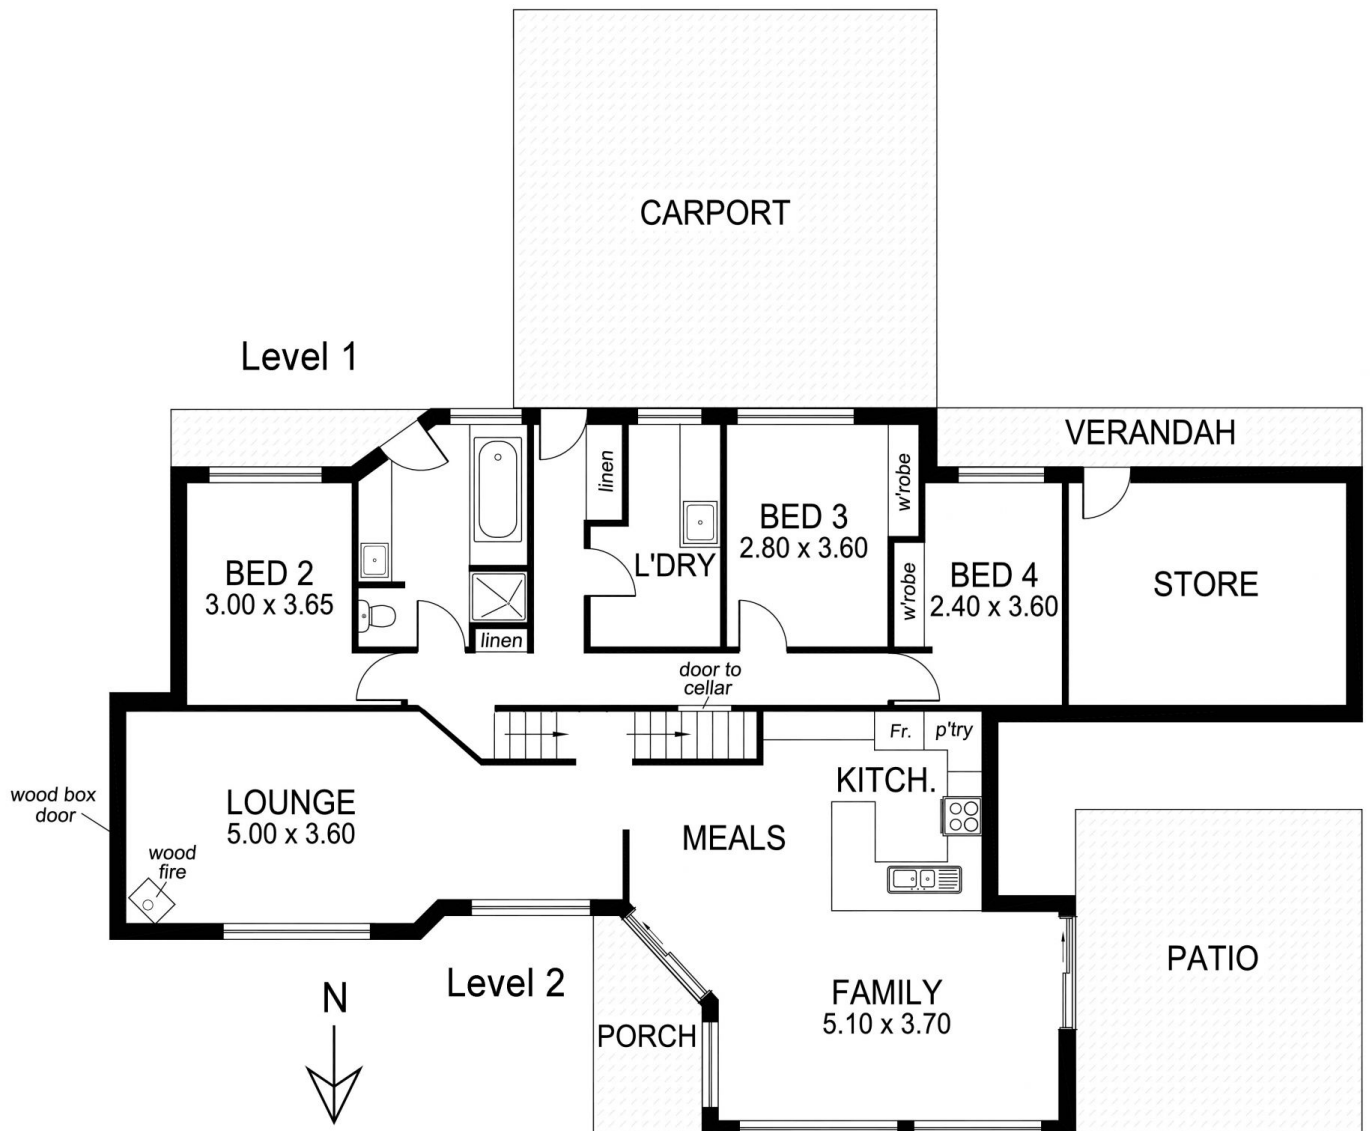 CARPORT
Level 1
VERANDAH
linen
w'robe
BED 3
2.80 x 3.60
L'DRY
BED 2
3.00 x 3.65
w'robe
BED 4
2.40 x 3.60
STORE
linen
door to
cellar
Fr.
p'try
KITCH.
wood box
door
LOUNGE
5.00 x 3.60
MEALS
wood
fire
Level 2
N
PATIO
FAMILY
5.10 x 3.70
PORCH